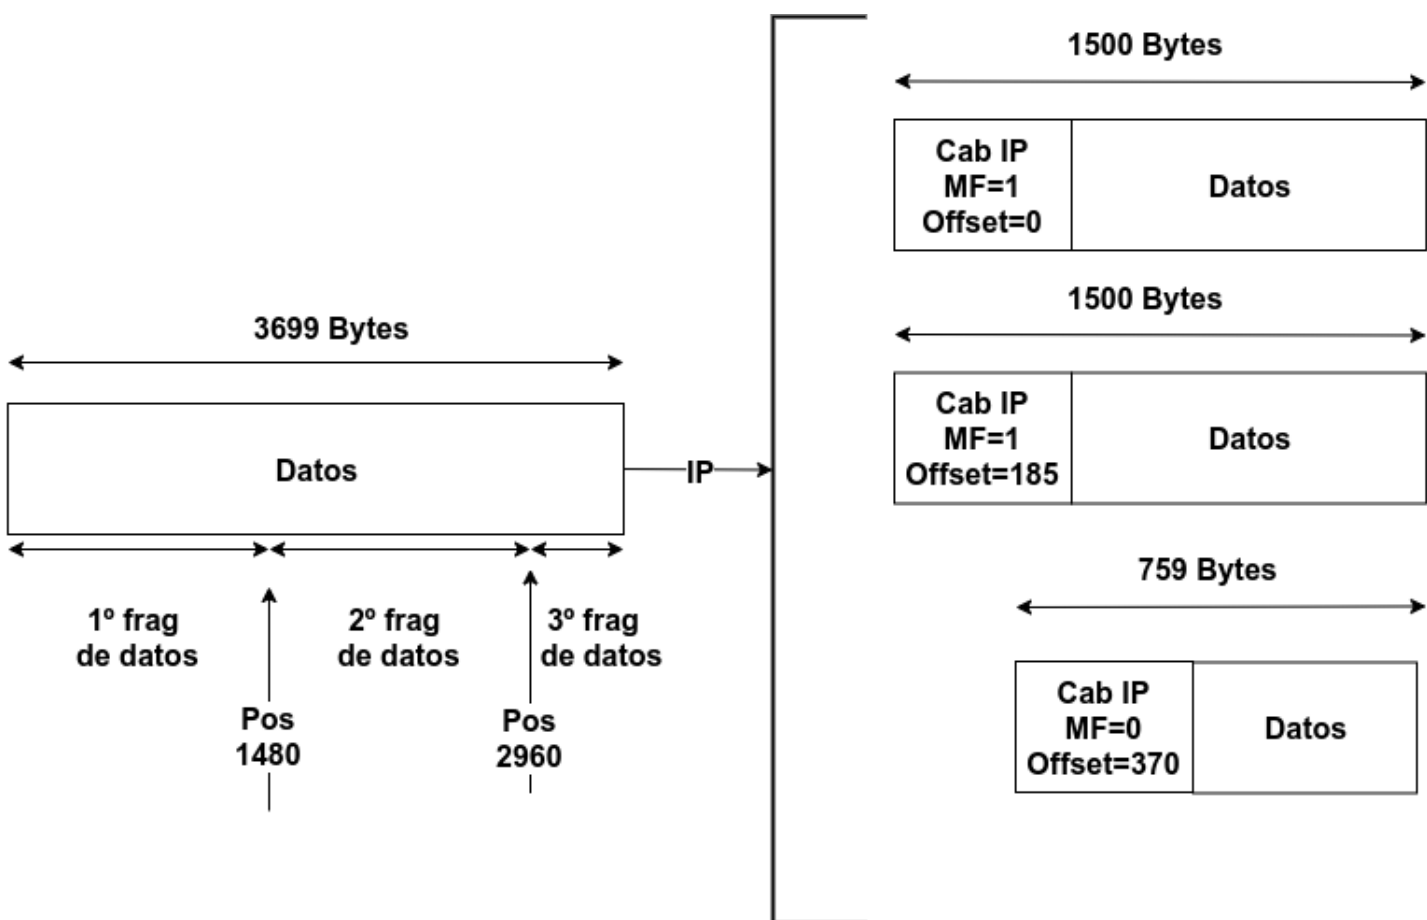 3699 Bytes
Datos
1º frag
de datos
2º frag
de datos
3º frag
de datos
Pos
1480
Pos
2960
IP
1500 Bytes
Cab IP
MF=1
Offset=0
Datos
1500 Bytes
Cab IP
MF=1
Offset=185
Datos
759 Bytes
Cab IP
MF=0
Offset=370
Datos